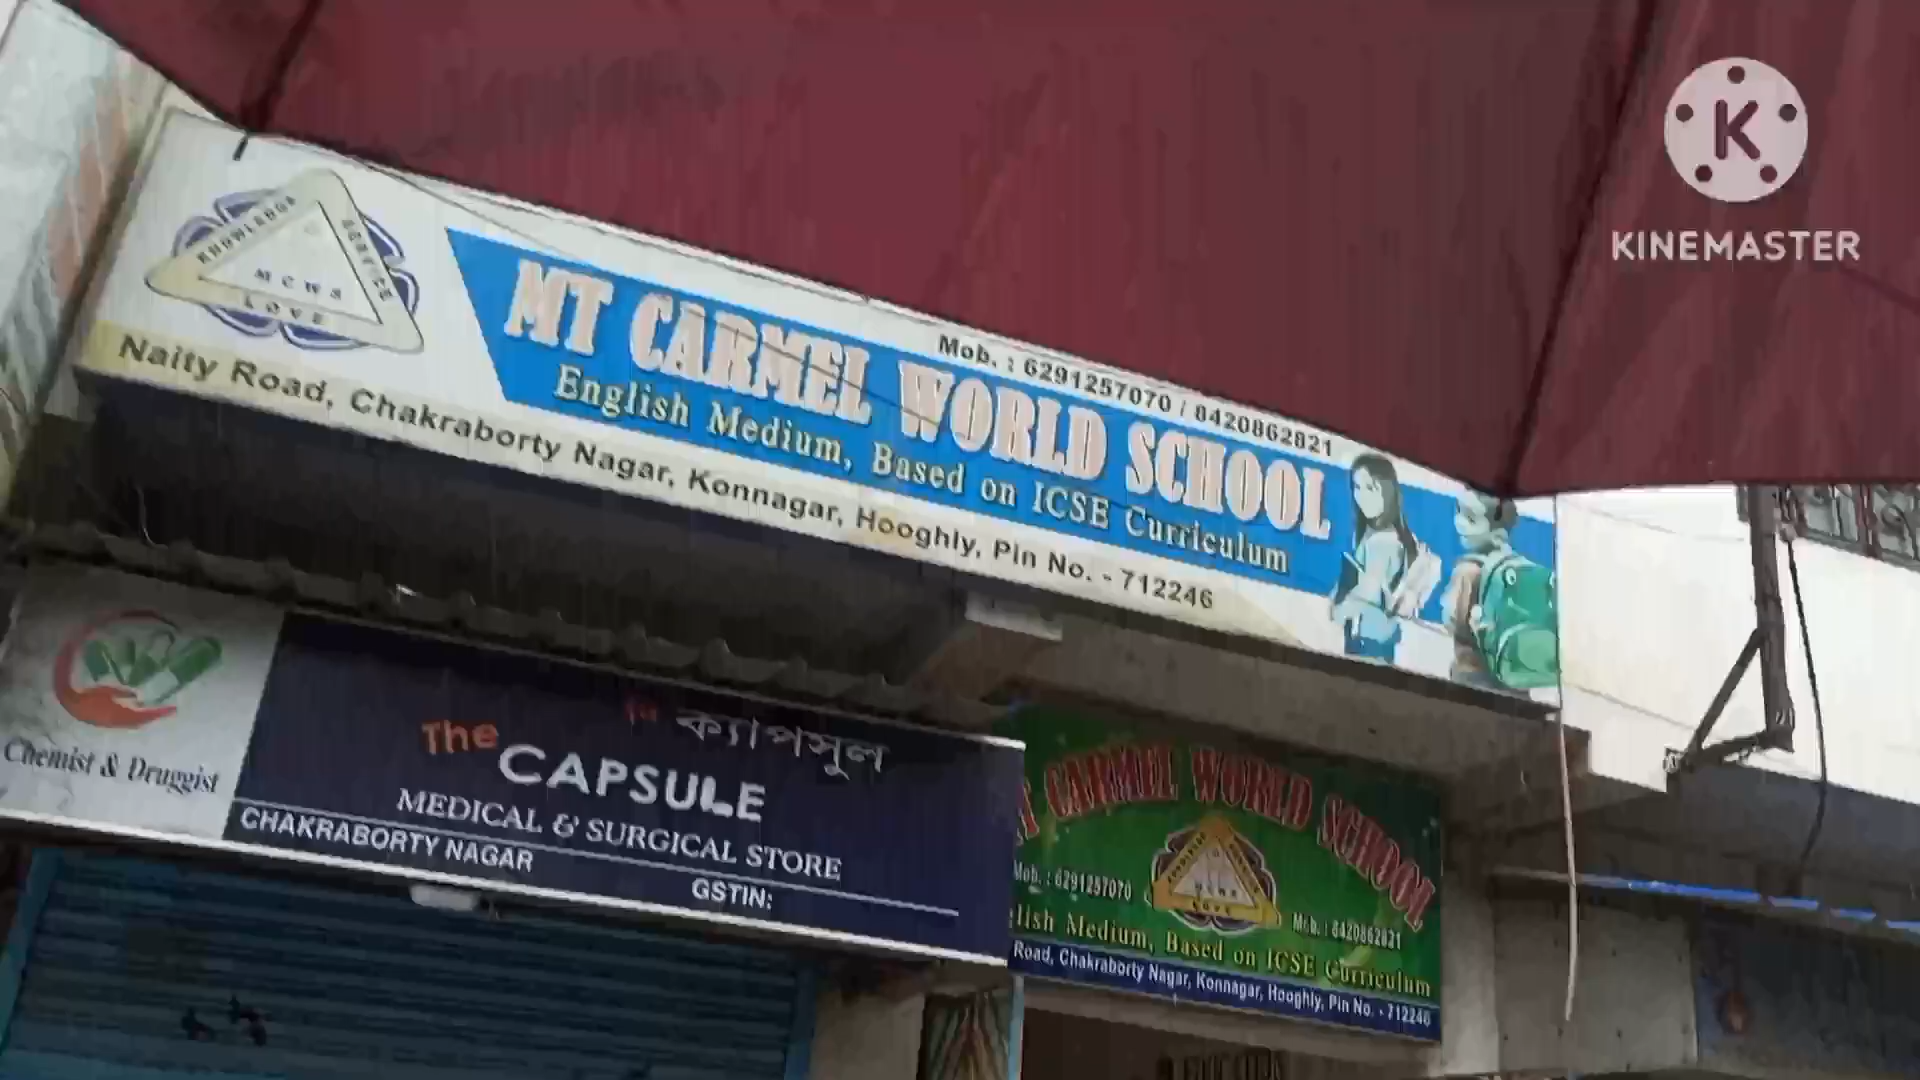 KINEMASTER
KNOWLEDGE
SERVICE
MCWS
LOVE
Mob. : 6291257070 / 8420862821
MT CARMEL WORLD SCHOOL
English Medium, Based on ICSE Curriculum
Naity Road, Chakraborty Nagar, Konnagar, Hooghly, Pin No. - 712246
Chemist & Druggist
The CAPSULE
ক্যাপসুল
MEDICAL & SURGICAL STORE
CHAKRABORTY NAGAR
GSTIN:
CARMEL WORLD SCHOOL
Mob. : 6291257070
MCWS
LOVE
Mob. : 8420862821
lish Medium, Based on ICSE Curriculum
Road, Chakraborty Nagar, Konnagar, Hooghly, Pin No. - 712246